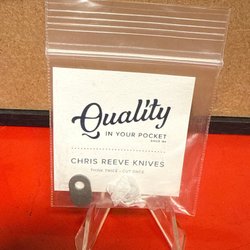 Quality
IN YOUR POCKET
CHRIS REEVE KNIVES
THINK TWICE - CUT ONCE